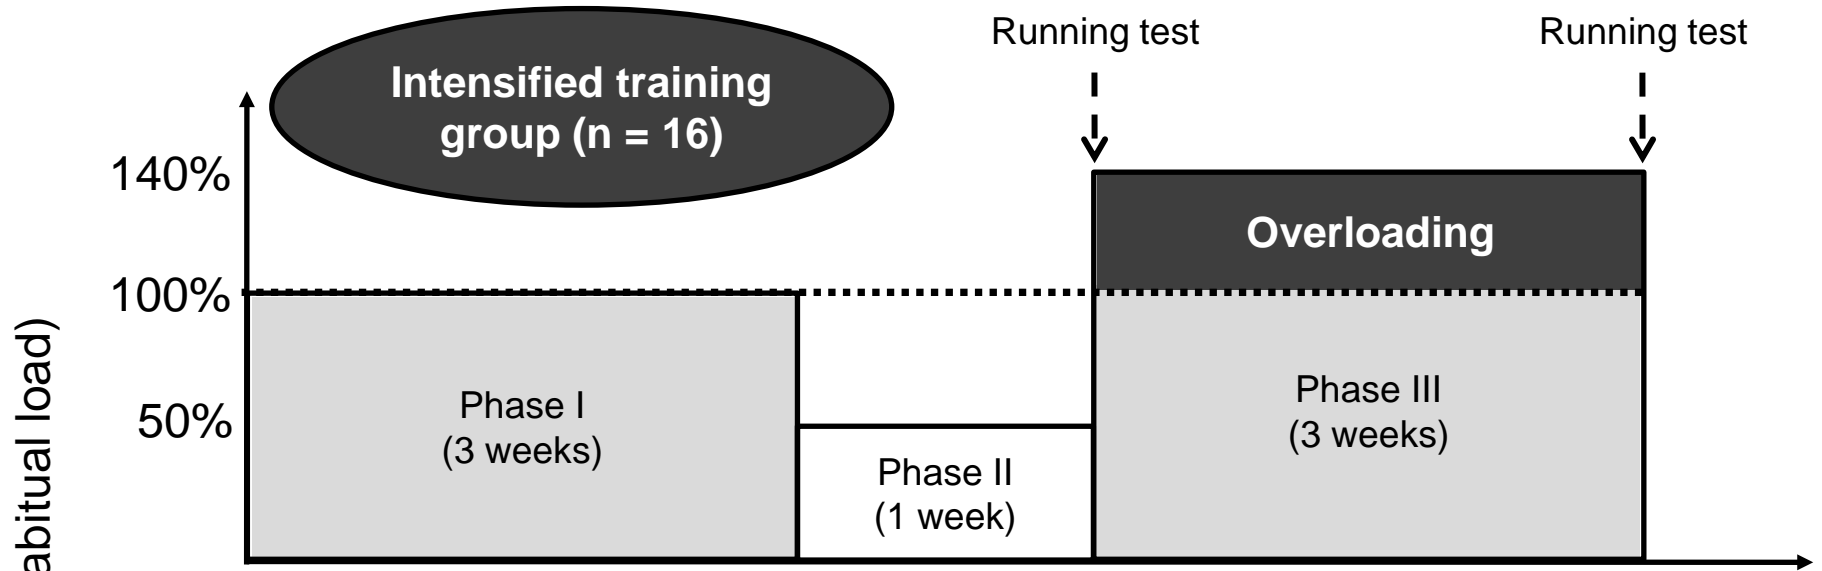 Running test
Running test
Intensified training
group (n = 16)
140%
Overloading
100%
Phase I
(3 weeks)
50%
Phase II
(1 week)
Phase III
(3 weeks)
load)